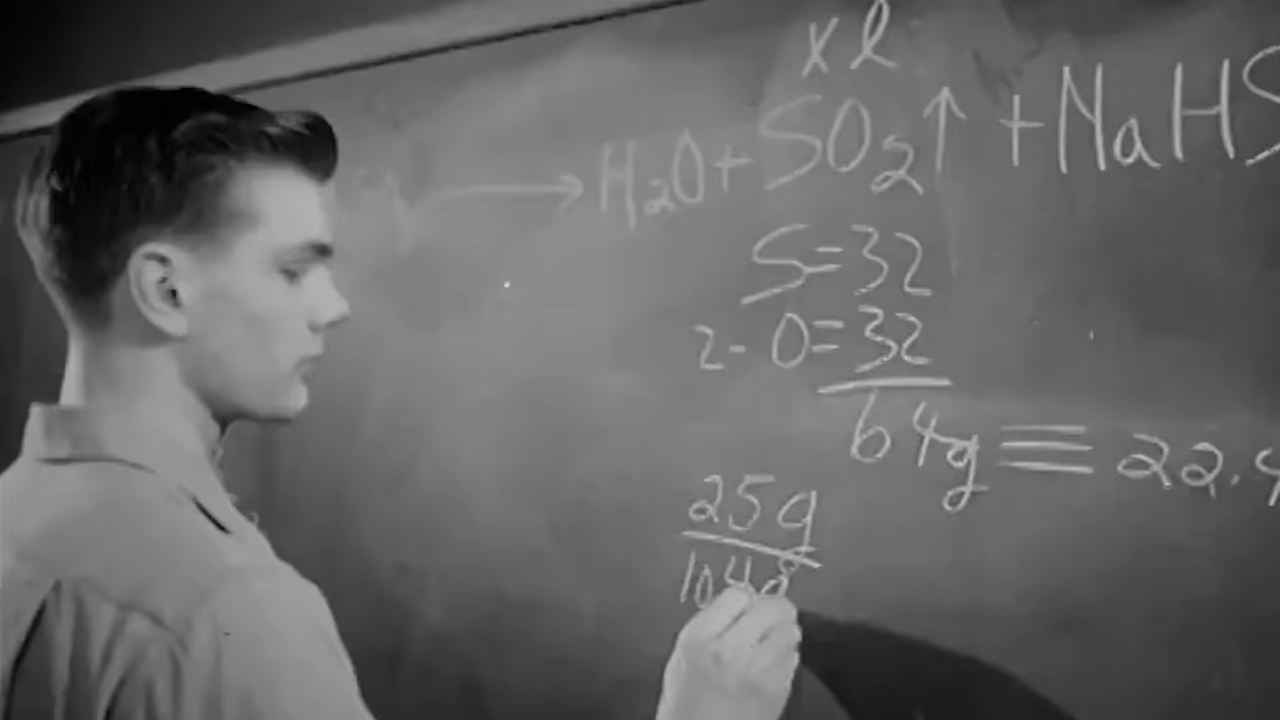 x l
→ H₂O + SO₂↑ + NaHS
S = 32
2 - O = 32
64g ≡ 22.4
25g
104g